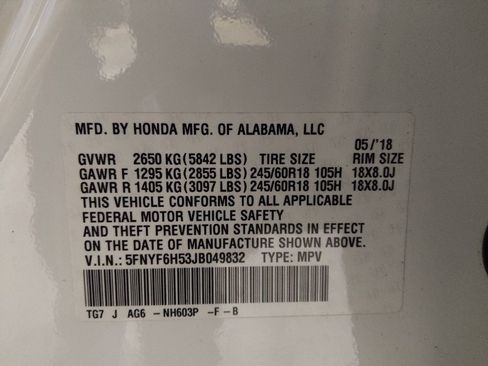 MFD. BY HONDA MFG. OF ALABAMA, LLC
05/'18
GVWR 2650 KG(5842 LBS) TIRE SIZE RIM SIZE
GAWR F 1295 KG(2855 LBS) 245/60R18 105H 18X8.0J
GAWR R 1405 KG(3097 LBS) 245/60R18 105H 18X8.0J
THIS VEHICLE CONFORMS TO ALL APPLICABLE
FEDERAL MOTOR VEHICLE SAFETY
AND THEFT PREVENTION STANDARDS IN EFFECT
ON THE DATE OF MANUFACTURE SHOWN ABOVE.
V.I.N.: 5FNYF6H53JB049832 TYPE: MPV
TG7 J AG6 -NH603P -F -B